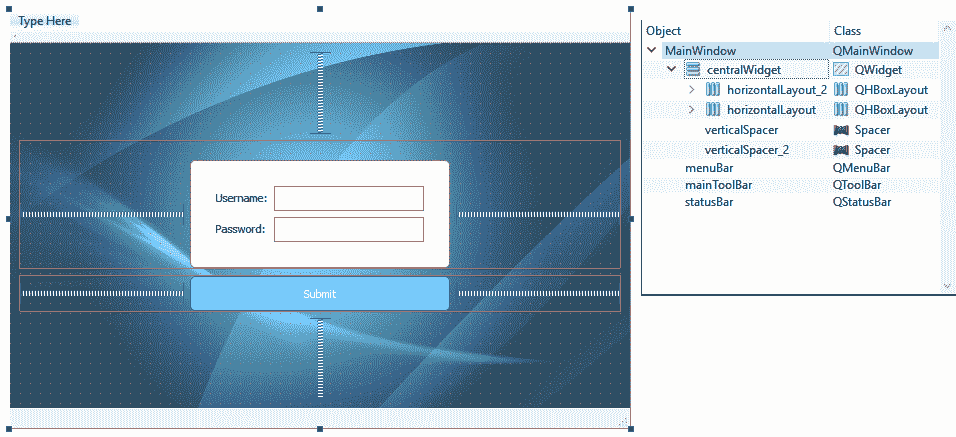 Type Here
Username:
Password:
Submit
Object Class
MainWindow QMainWindow
centralWidget QWidget
horizontalLayout_2 QHBoxLayout
horizontalLayout QHBoxLayout
verticalSpacer Spacer
verticalSpacer_2 Spacer
menuBar QMenuBar
mainToolBar QToolBar
statusBar QStatusBar